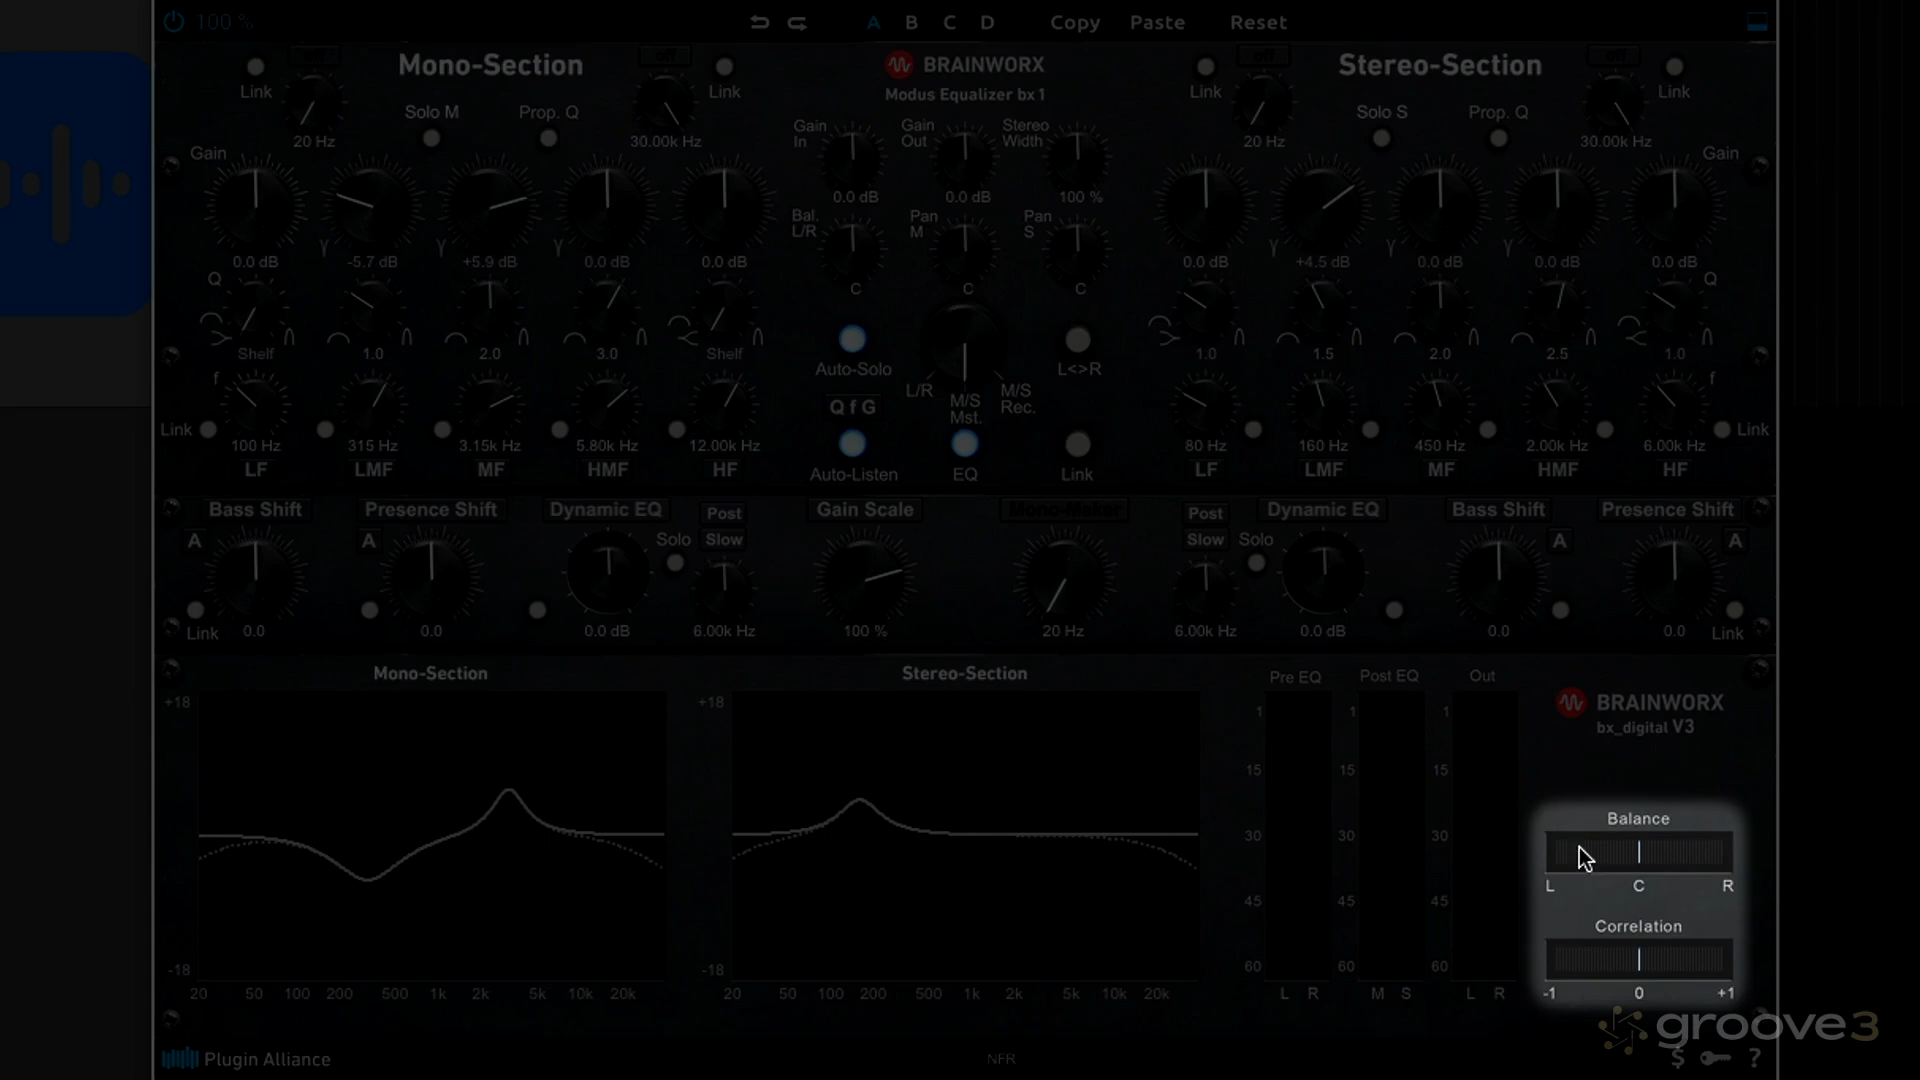 100 %
A B C D Copy Paste Reset
Mono-Section
BRAINWORX
Modus Equalizer bx1
Stereo-Section
Link
off
20 Hz
Solo M
Prop. Q
off
30.00k Hz
Link
Link
off
20 Hz
Solo S
Prop. Q
off
30.00k Hz
Link
Gain
0.0 dB -5.7 dB +5.9 dB 0.0 dB 0.0 dB
Q
Shelf 1.0 2.0 3.0 Shelf
f
Link
100 Hz 315 Hz 3.15k Hz 5.80k Hz 12.00k Hz
LF LMF MF HMF HF
Gain In
0.0 dB
Gain Out
0.0 dB
Stereo Width
100 %
Bal. L/R
C
Pan M
C
Pan S
C
Auto-Solo
L/R
M/S Mst.
M/S Rec.
L<>R
Q f G
Auto-Listen
EQ
Link
Gain
0.0 dB +4.5 dB 0.0 dB 0.0 dB 0.0 dB
Q
1.0 1.5 2.0 2.5 1.0
f
80 Hz 160 Hz 450 Hz 2.00k Hz 6.00k Hz
Link
LF LMF MF HMF HF
Bass Shift
A
Link
0.0
Presence Shift
A
0.0
Dynamic EQ
0.0 dB
Solo
Post
Slow
6.00k Hz
Gain Scale
100 %
Mono-Maker
20 Hz
Post
Slow
6.00k Hz
Solo
Dynamic EQ
0.0 dB
Bass Shift
A
0.0
Presence Shift
A
0.0
Link
Mono-Section
+18
-18
20 50 100 200 500 1k 2k 5k 10k 20k
Stereo-Section
+18
-18
20 50 100 200 500 1k 2k 5k 10k 20k
Pre EQ Post EQ Out
1 1 1
15 15 15
30 30 30
45 45 45
60 60 60
L R M S L R
BRAINWORX
bx_digital V3
Balance
L C R
Correlation
-1 0 +1
groove3
Plugin Alliance
NFR
$ ?